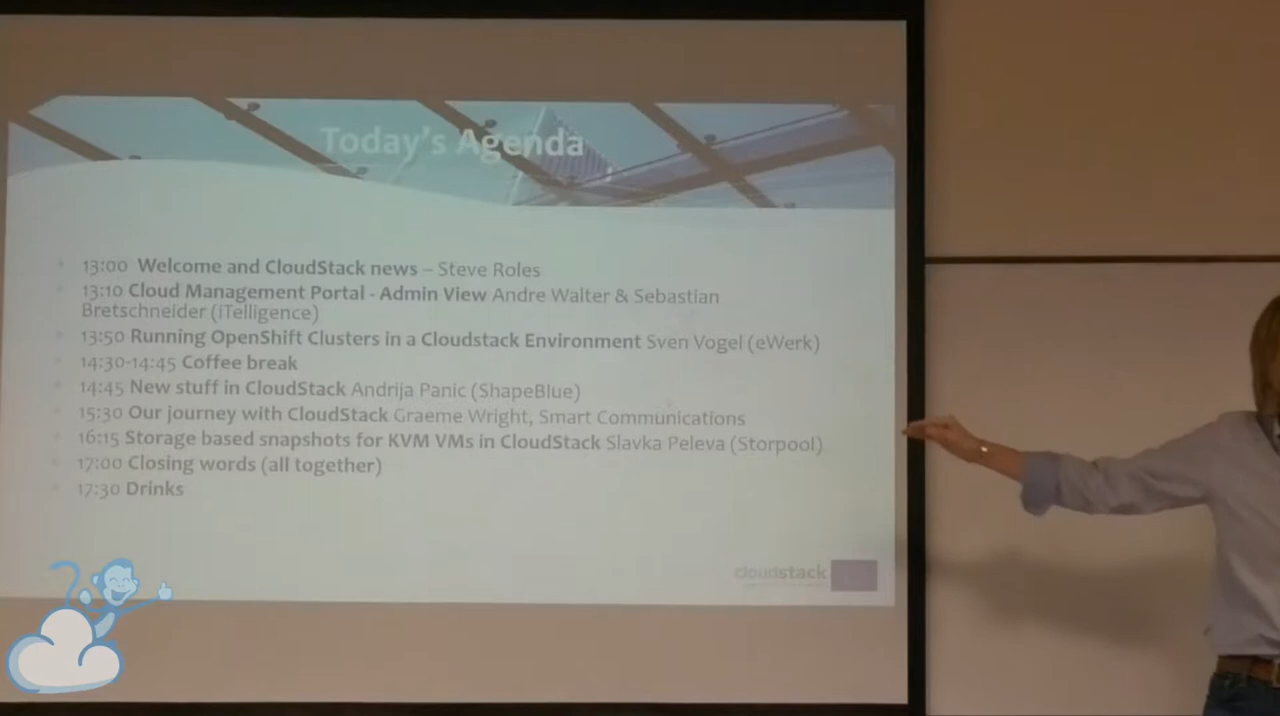 Today's Agenda
13:00 Welcome and CloudStack news – Steve Roles
13:10 Cloud Management Portal - Admin View Andre Walter & Sebastian
Bretschneider (iTelligence)
13:50 Running OpenShift Clusters in a Cloudstack Environment Sven Vogel (eWerk)
14:30-14:45 Coffee break
14:45 New stuff in CloudStack Andrija Panic (ShapeBlue)
15:30 Our journey with CloudStack Graeme Wright, Smart Communications
16:15 Storage based snapshots for KVM VMs in CloudStack Slavka Peleva (Storpool)
17:00 Closing words (all together)
17:30 Drinks
cloudstack